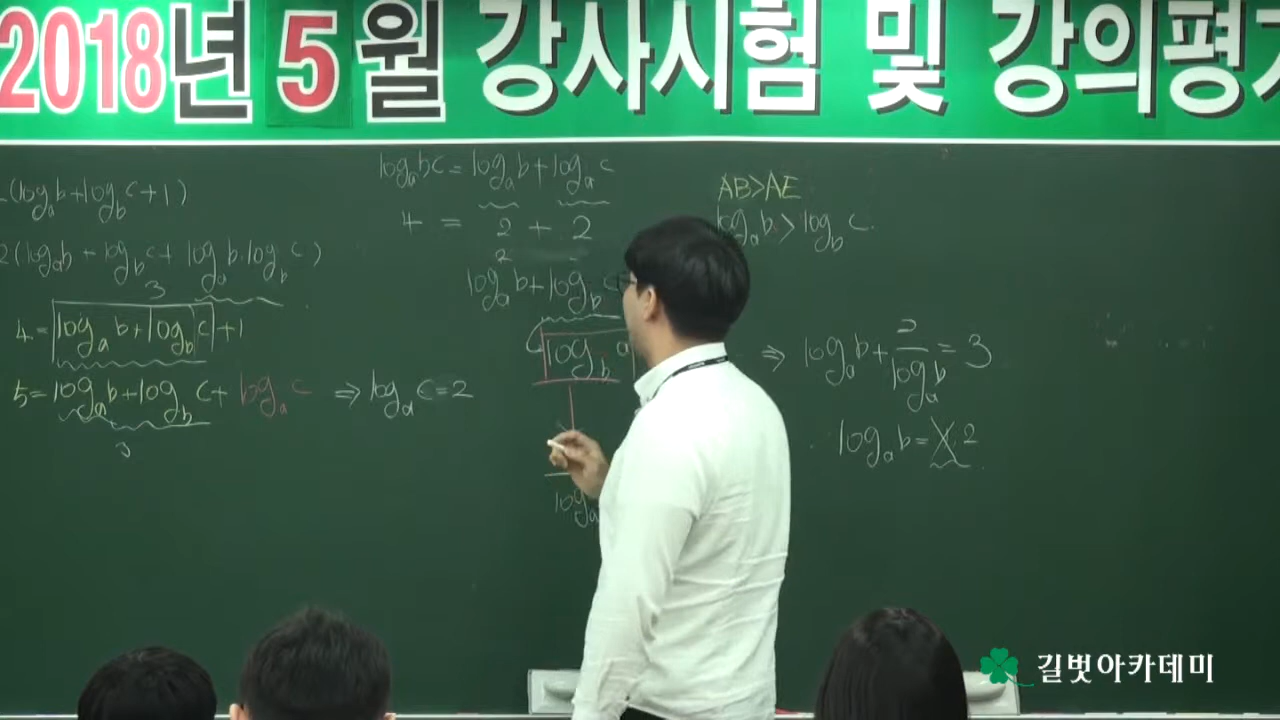 2018년 5월 강사시험 및 강의평가
(log_a b + log_b c + 1)
2(log_a b + log_b c + log_a b · log_b c)
3
4 = log_a b + log_b c + 1
5 = log_a b + log_b c + log_a c ⇒ log_a c = 2
3
log_a bc = log_a b + log_a c
4 = 2 + 2
2
log_a b + log_b c
log_b a
log_a
AB>AE
log_a b > log_b c
⇒ log_a b + 2/log_a b = 3
log_a b = X 2
길벗아카데미